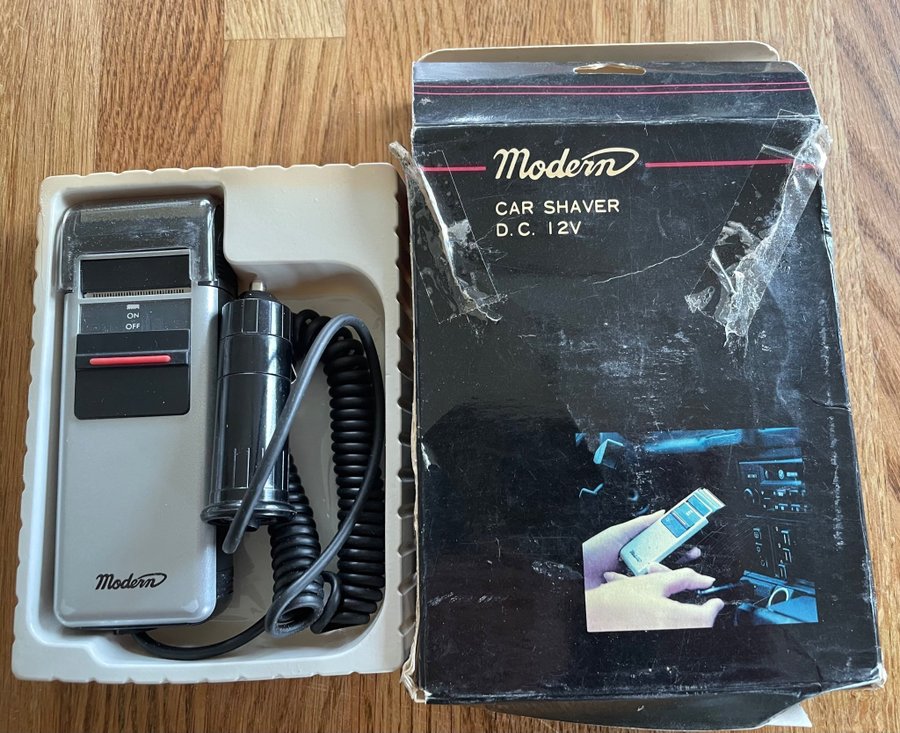 Modern
CAR SHAVER
D.C. 12V
ON
OFF
Modern